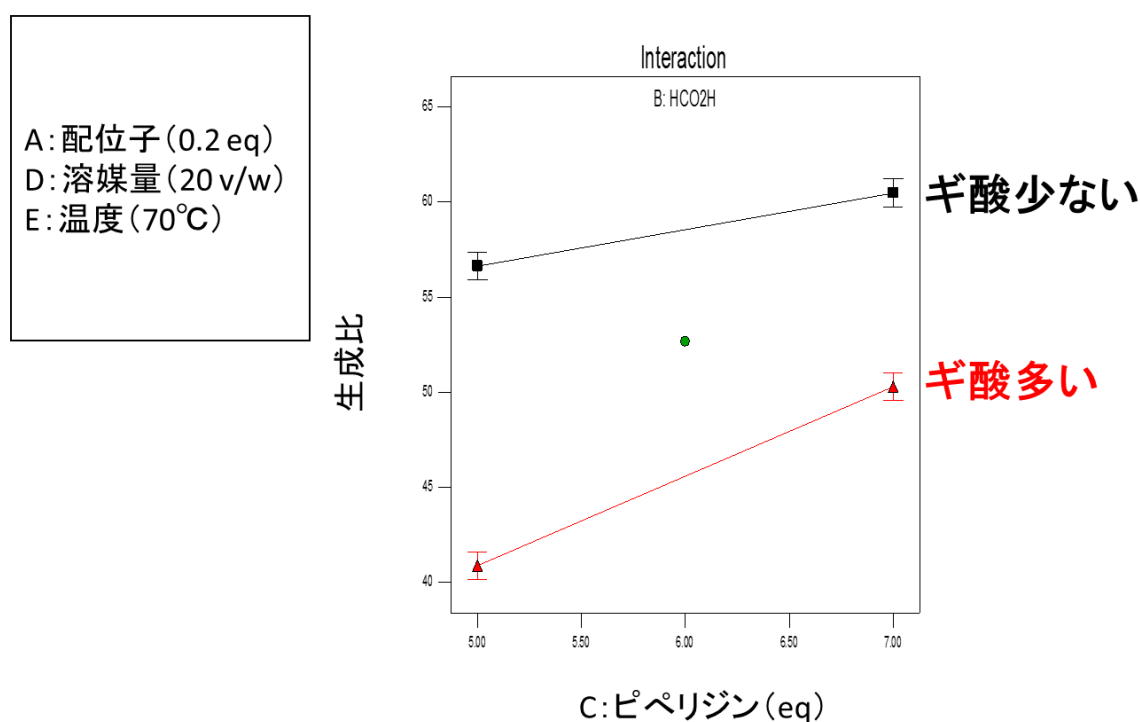 A:配位子(0.2 eq)
D:溶媒量(20 v/w)
E:温度(70℃)
Interaction
B: HCO2H
65
60
55
50
45
40
生成比
ギ酸少ない
ギ酸多い
5.00 5.50 6.00 6.50 7.00
C:ピペリジン(eq)